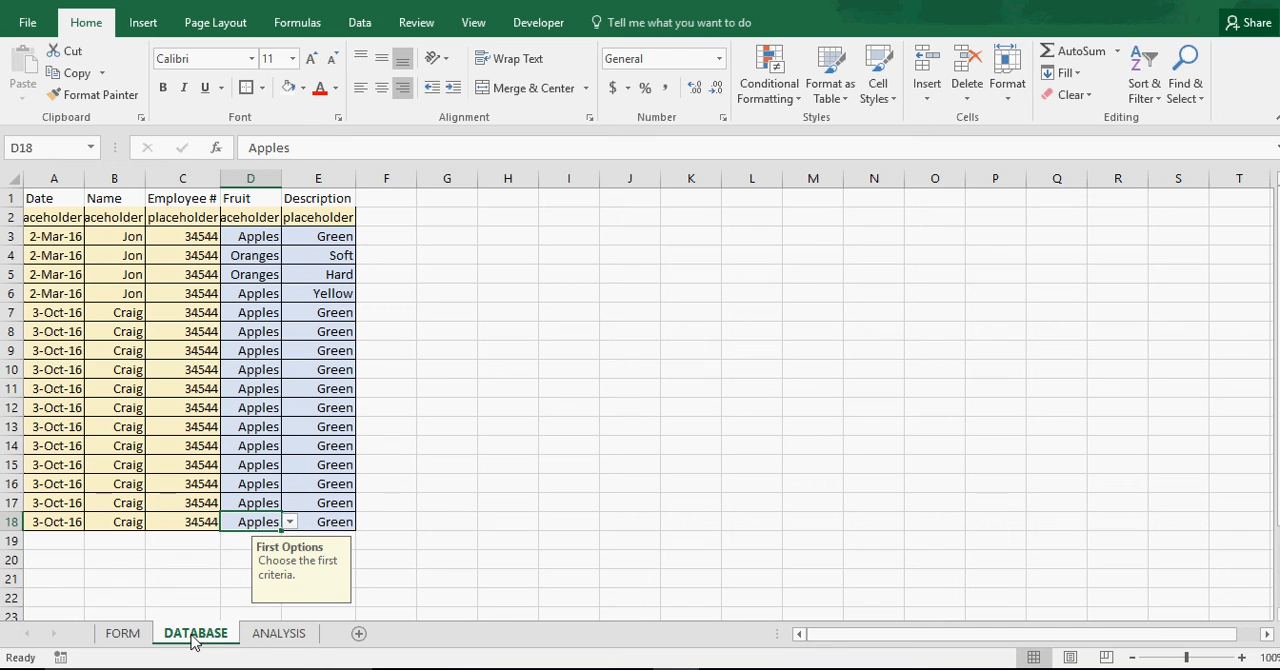 File Home Insert Page Layout Formulas Data Review View Developer Tell me what you want to do Share
Paste Cut Copy Format Painter Clipboard
Calibri 11 A A B I U A Font
Wrap Text Merge & Center Alignment
General $ % , Number
Conditional Formatting Format as Table Cell Styles Styles
Insert Delete Format Cells
AutoSum Fill Clear Sort & Filter Find & Select Editing
D18 fx Apples
A B C D E F G H I J K L M N O P Q R S T
1 Date Name Employee # Fruit Description
2 aceholder aceholder placeholder aceholder placeholder
3 2-Mar-16 Jon 34544 Apples Green
4 2-Mar-16 Jon 34544 Oranges Soft
5 2-Mar-16 Jon 34544 Oranges Hard
6 2-Mar-16 Jon 34544 Apples Yellow
7 3-Oct-16 Craig 34544 Apples Green
8 3-Oct-16 Craig 34544 Apples Green
9 3-Oct-16 Craig 34544 Apples Green
10 3-Oct-16 Craig 34544 Apples Green
11 3-Oct-16 Craig 34544 Apples Green
12 3-Oct-16 Craig 34544 Apples Green
13 3-Oct-16 Craig 34544 Apples Green
14 3-Oct-16 Craig 34544 Apples Green
15 3-Oct-16 Craig 34544 Apples Green
16 3-Oct-16 Craig 34544 Apples Green
17 3-Oct-16 Craig 34544 Apples Green
18 3-Oct-16 Craig 34544 Apples Green
19
20
21
22
23
First Options
Choose the first
criteria.
FORM DATABASE ANALYSIS
Ready 100%